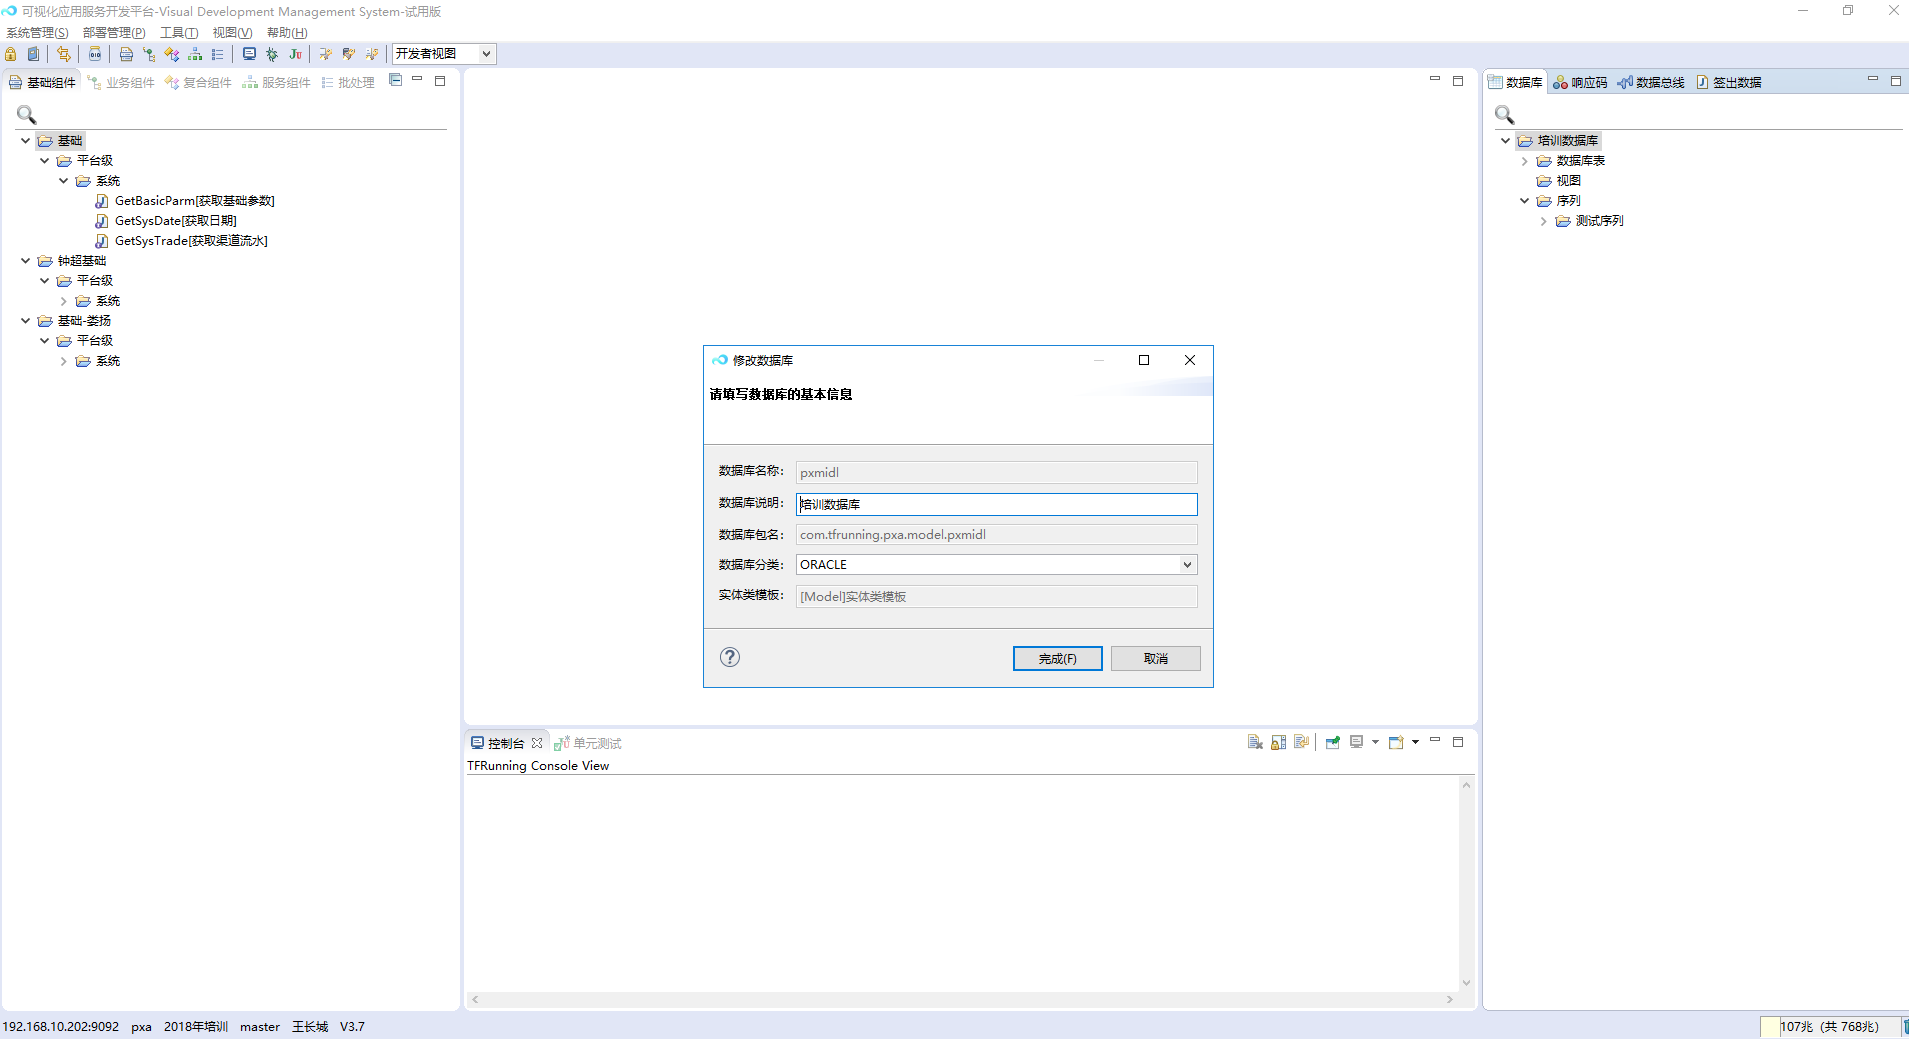 可视化应用服务开发平台-Visual Development Management System-试用版
系统管理(S) 部署管理(P) 工具(T) 视图(V) 帮助(H)
开发者视图
基础组件 业务组件 复合组件 服务组件 批处理
基础
平台级
系统
GetBasicParm[获取基础参数]
GetSysDate[获取日期]
GetSysTrade[获取渠道流水]
钟超基础
平台级
系统
基础-娄扬
平台级
系统
修改数据库
请填写数据库的基本信息
数据库名称: pxmidl
数据库说明: 培训数据库
数据库包名: com.tfrunning.pxa.model.pxmidl
数据库分类: ORACLE
实体类模板: [Model]实体类模板
完成(F) 取消
控制台 单元测试
TFRunning Console View
数据库 响应码 数据总线 签出数据
培训数据库
数据库表
视图
序列
测试序列
192.168.10.202:9092 pxa 2018年培训 master 王长城 V3.7
107兆 (共 768兆)